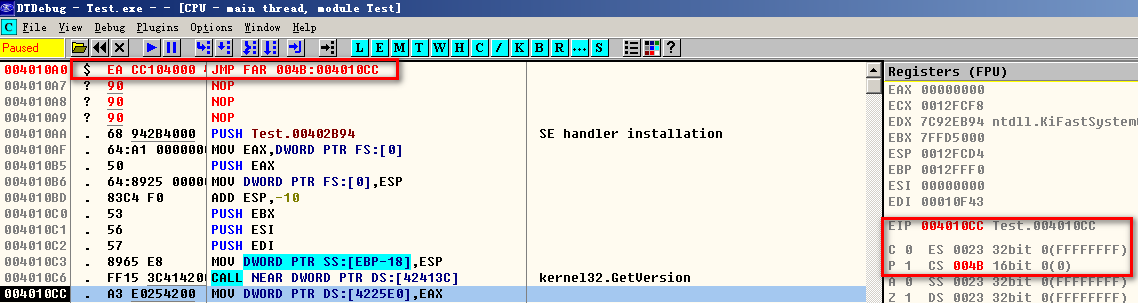 DTDebug - Test.exe - - [CPU - main thread, module Test]
C File View Debug Plugins Options Window Help
Paused L E M T W H C / K B R ... S ?
004010A0 $ EA CC104000 JMP FAR 004B:004010CC
004010A7 ? 90 NOP
004010A8 ? 90 NOP
004010A9 ? 90 NOP
004010AA . 68 942B4000 PUSH Test.00402B94 SE handler installation
004010AF . 64:A1 0000000 MOV EAX,DWORD PTR FS:[0]
004010B5 . 50 PUSH EAX
004010B6 . 64:8925 00000 MOV DWORD PTR FS:[0],ESP
004010BD . 83C4 F0 ADD ESP,-10
004010C0 . 53 PUSH EBX
004010C1 . 56 PUSH ESI
004010C2 . 57 PUSH EDI
004010C3 . 8965 E8 MOV DWORD PTR SS:[EBP-18],ESP
004010C6 . FF15 3C414200 CALL NEAR DWORD PTR DS:[42413C] kernel32.GetVersion
004010CC . A3 E0254200 MOV DWORD PTR DS:[4225E0],EAX
Registers (FPU)
EAX 00000000
ECX 0012FCF8
EDX 7C92EB94 ntdll.KiFastSystemC
EBX 7FFD5000
ESP 0012FCD4
EBP 0012FFF0
ESI 00000000
EDI 00010F43
EIP 004010CC Test.004010CC
C 0 ES 0023 32bit 0(FFFFFFFF)
P 1 CS 004B 16bit 0(0)
A 0 SS 0023 32bit 0(FFFFFFFF)
Z 1 DS 0023 32bit 0(FFFFFFFF)